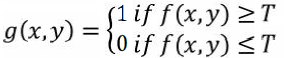 g(x,y) = {1 if f(x,y) ≥ T
0 if f(x,y) ≤ T